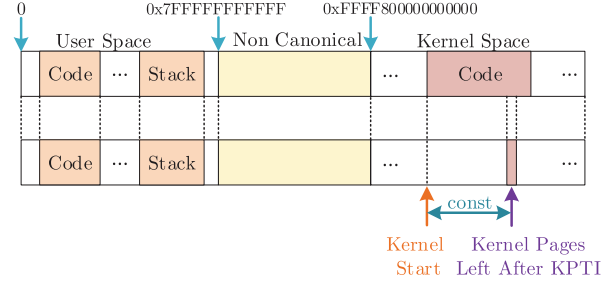 0 0x7FFFFFFFFFFF 0xFFFF800000000000
User Space Non Canonical Kernel Space
Code ... Stack ... Code ...
Code ... Stack ... ...
const
Kernel Kernel Pages
Start Left After KPTI